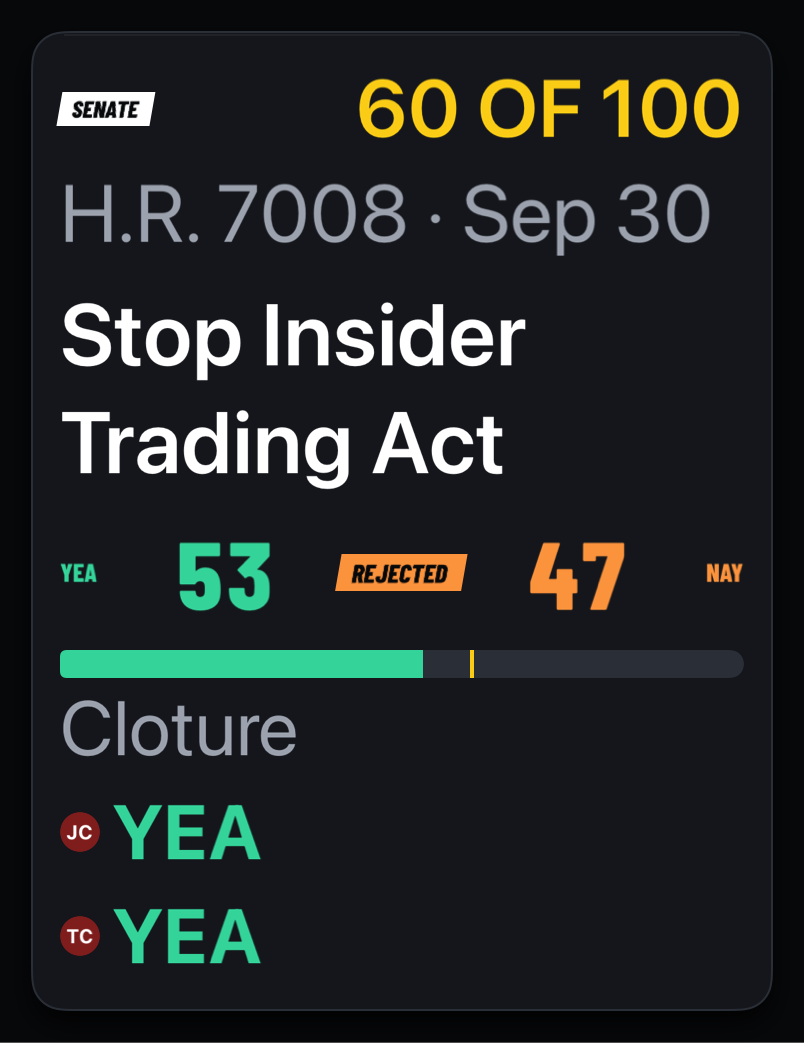 SENATE 60 OF 100
H.R. 7008 · Sep 30
Stop Insider
Trading Act
YEA 53 REJECTED 47 NAY
Cloture
JC YEA
TC YEA